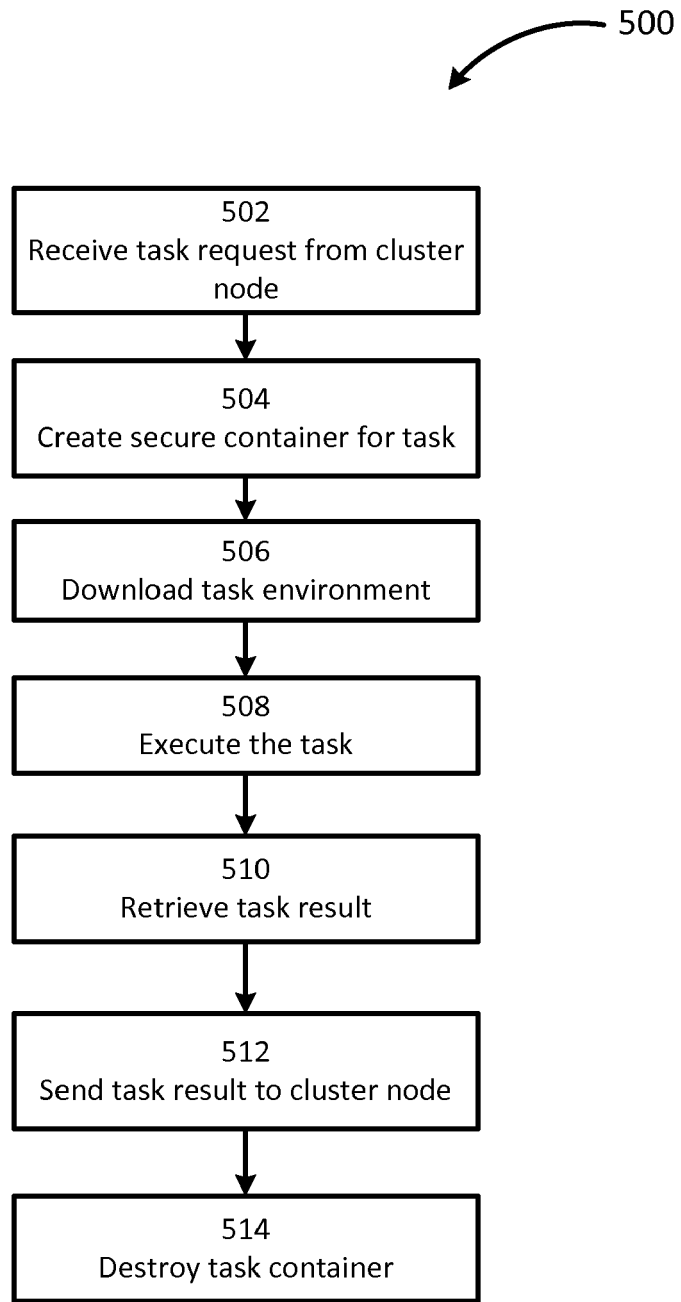 500
502
Receive task request from cluster
node
504
Create secure container for task
506
Download task environment
508
Execute the task
510
Retrieve task result
512
Send task result to cluster node
514
Destroy task container